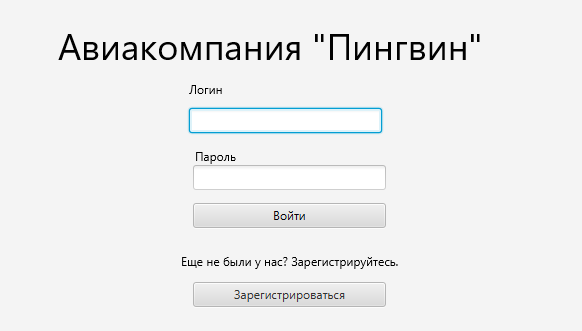 Авиакомпания "Пингвин"
Логин
Пароль
Войти
Еще не были у нас? Зарегистрируйтесь.
Зарегистрироваться